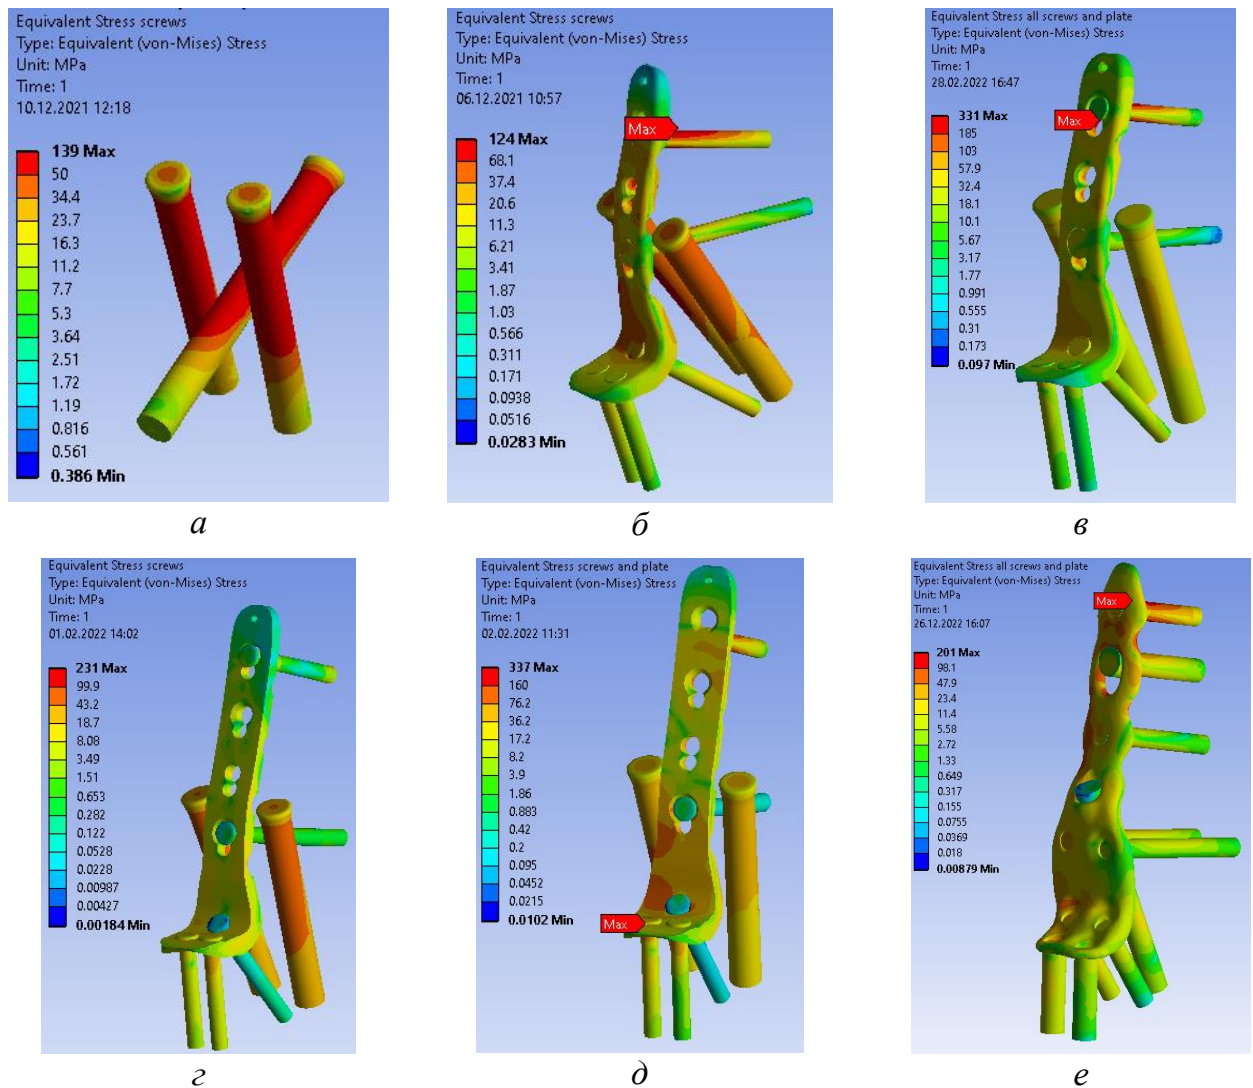 Equivalent Stress screws
Type: Equivalent (von-Mises) Stress
Unit: MPa
Time: 1
10.12.2021 12:18
139 Max
50
34.4
23.7
16.3
11.2
7.7
5.3
3.64
2.51
1.72
1.19
0.816
0.561
0.386 Min
а
Equivalent Stress screws
Type: Equivalent (von-Mises) Stress
Unit: MPa
Time: 1
06.12.2021 10:57
Max
124 Max
68.1
37.4
20.6
11.3
6.21
3.41
1.87
1.03
0.566
0.311
0.171
0.0938
0.0516
0.0283 Min
б
Equivalent Stress all screws and plate
Type: Equivalent (von-Mises) Stress
Unit: MPa
Time: 1
28.02.2022 16:47
Max
331 Max
185
103
57.9
32.4
18.1
10.1
5.67
3.17
1.77
0.991
0.555
0.31
0.173
0.097 Min
в
Equivalent Stress screws
Type: Equivalent (von-Mises) Stress
Unit: MPa
Time: 1
01.02.2022 14:02
231 Max
99.9
43.2
18.7
8.08
3.49
1.51
0.653
0.282
0.122
0.0528
0.0228
0.00987
0.00427
0.00184 Min
г
Equivalent Stress screws and plate
Type: Equivalent (von-Mises) Stress
Unit: MPa
Time: 1
02.02.2022 11:31
337 Max
160
76.2
36.2
17.2
8.2
3.9
1.86
0.883
0.42
0.2
0.095
0.0452
0.0215
0.0102 Min
Max
д
Equivalent Stress all screws and plate
Type: Equivalent (von-Mises) Stress
Unit: MPa
Time: 1
26.12.2022 16:07
Max
201 Max
98.1
47.9
23.4
11.4
5.58
2.72
1.33
0.649
0.317
0.155
0.0755
0.0369
0.018
0.00879 Min
е